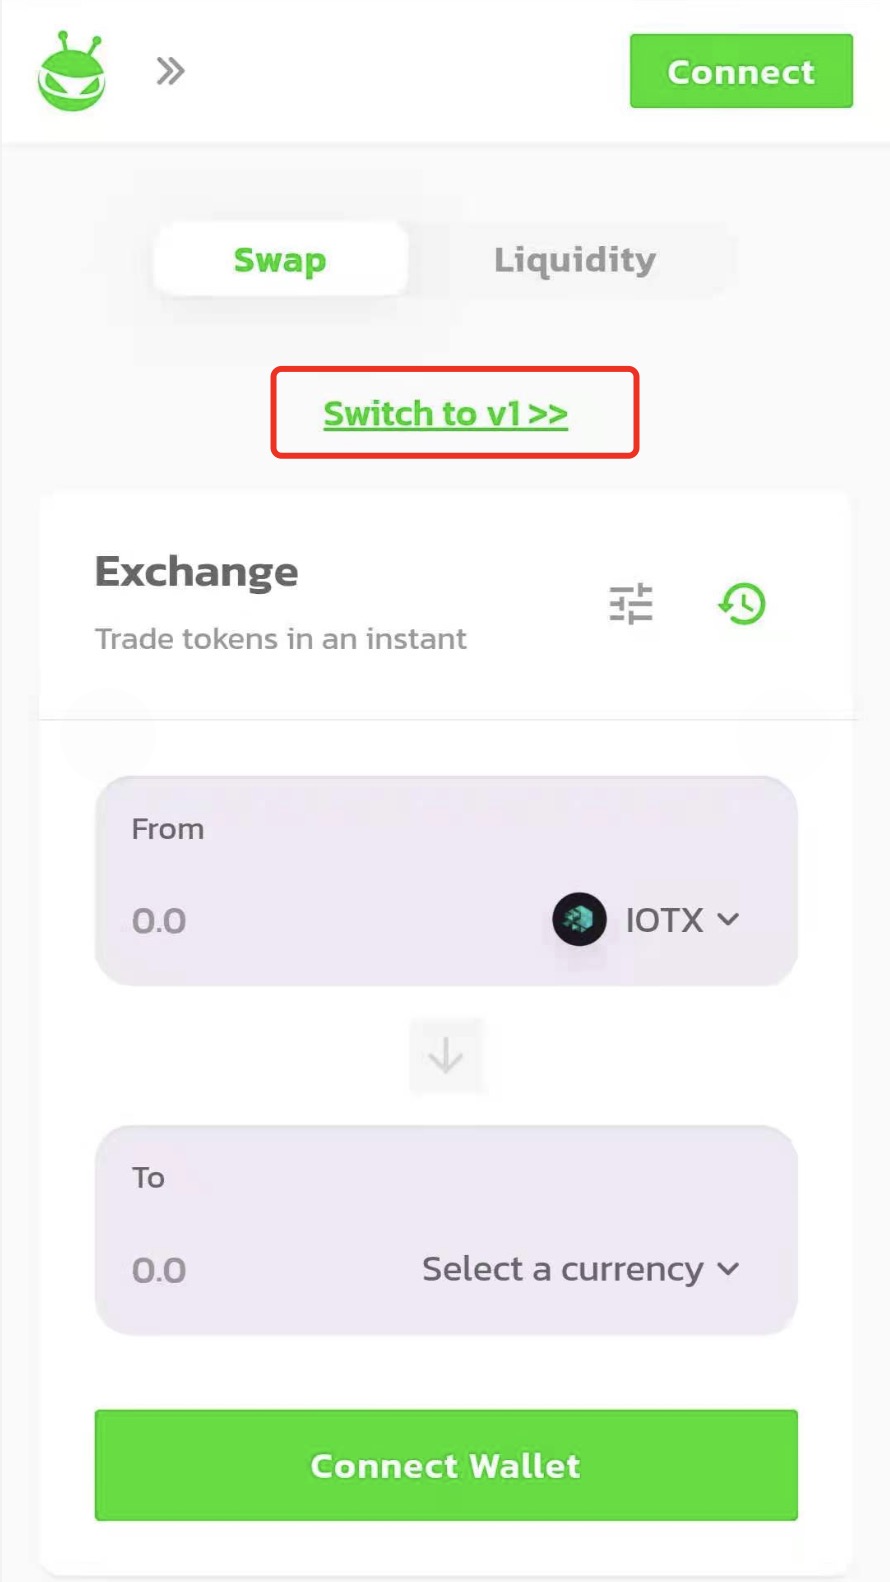 Connect
Swap
Liquidity
Switch to v1 >>
Exchange
Trade tokens in an instant
From
0.0
IOTX
To
0.0
Select a currency
Connect Wallet